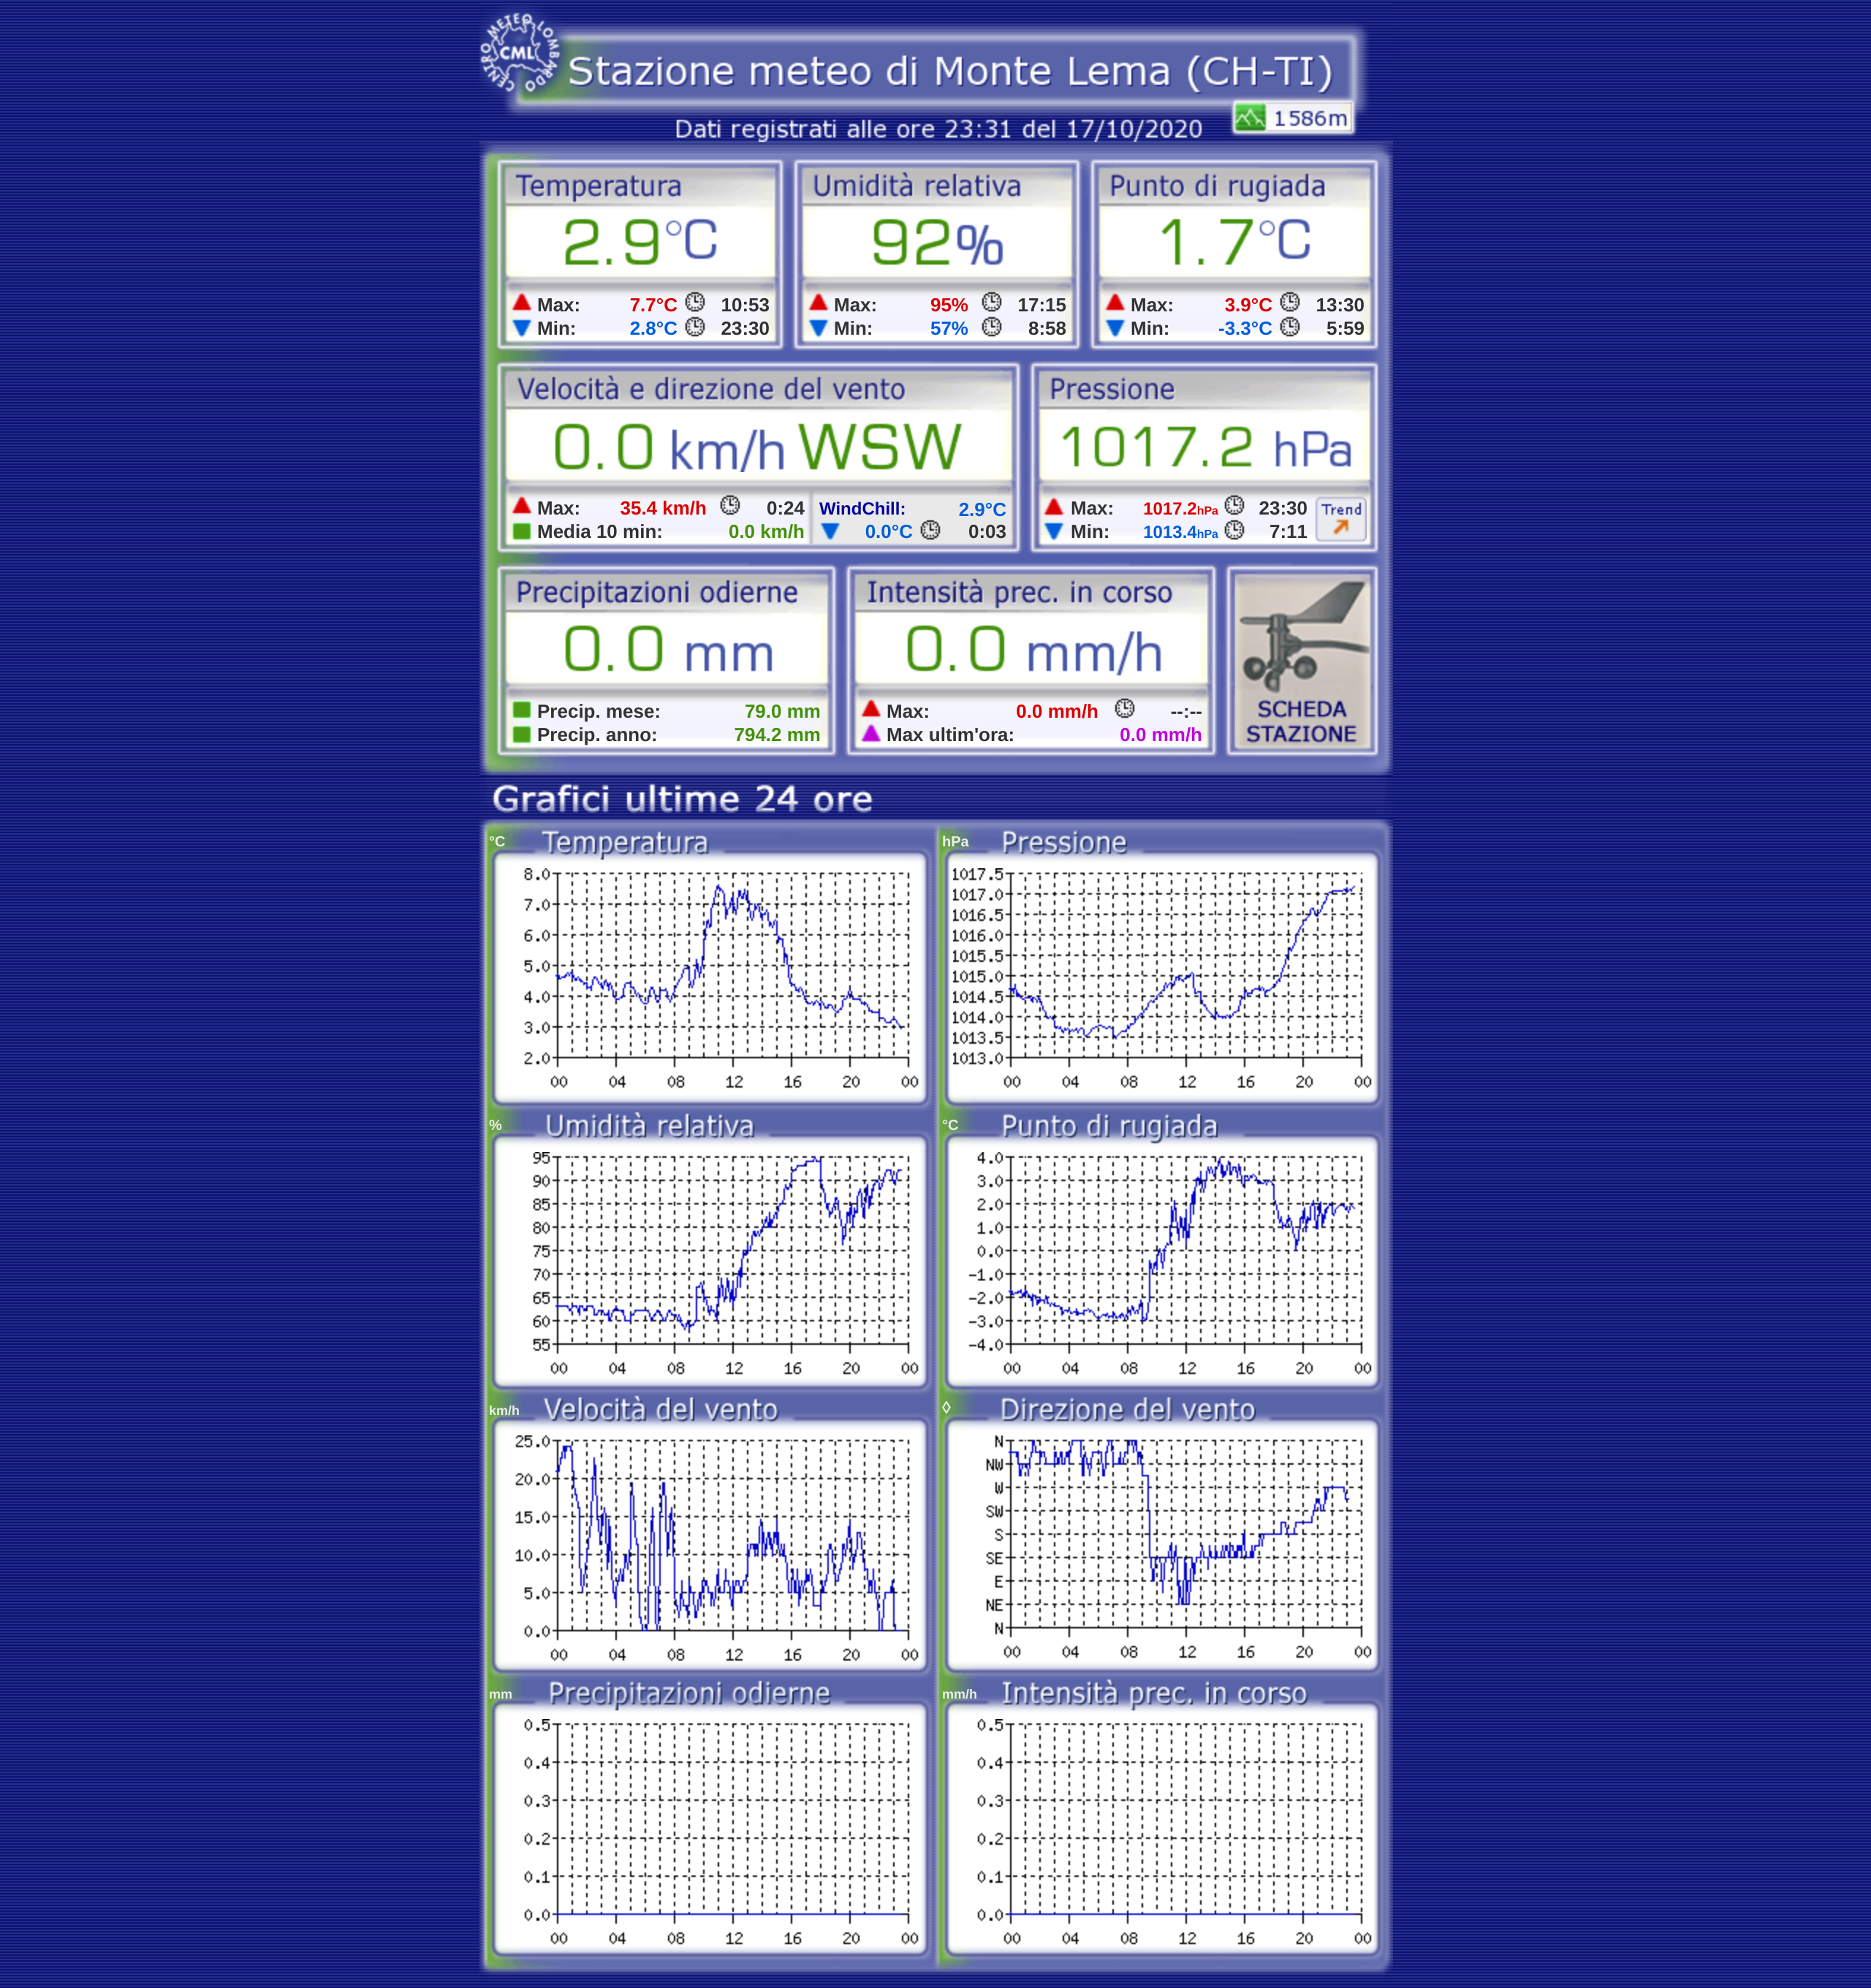 CENTRO METEO LOMBARDO
CML
Stazione meteo di Monte Lema (CH-TI)
1586m
Dati registrati alle ore 23:31 del 17/10/2020
Temperatura
2.9°C
Max: 7.7°C 10:53
Min: 2.8°C 23:30
Umidità relativa
92%
Max: 95% 17:15
Min: 57% 8:58
Punto di rugiada
1.7°C
Max: 3.9°C 13:30
Min: -3.3°C 5:59
Velocità e direzione del vento
0.0 km/h WSW
Max: 35.4 km/h 0:24
Media 10 min: 0.0 km/h
WindChill: 2.9°C
0.0°C 0:03
Pressione
1017.2 hPa
Max: 1017.2hPa 23:30
Min: 1013.4hPa 7:11
Trend
Precipitazioni odierne
0.0 mm
Precip. mese: 79.0 mm
Precip. anno: 794.2 mm
Intensità prec. in corso
0.0 mm/h
Max: 0.0 mm/h --:--
Max ultim'ora: 0.0 mm/h
SCHEDA
STAZIONE
Grafici ultime 24 ore
°C Temperatura
8.0
7.0
6.0
5.0
4.0
3.0
2.0
00 04 08 12 16 20 00
hPa Pressione
1017.5
1017.0
1016.5
1016.0
1015.5
1015.0
1014.5
1014.0
1013.5
1013.0
00 04 08 12 16 20 00
% Umidità relativa
95
90
85
80
75
70
65
60
55
00 04 08 12 16 20 00
°C Punto di rugiada
4.0
3.0
2.0
1.0
0.0
-1.0
-2.0
-3.0
-4.0
00 04 08 12 16 20 00
km/h Velocità del vento
25.0
20.0
15.0
10.0
5.0
0.0
00 04 08 12 16 20 00
◊ Direzione del vento
N
NW
W
SW
S
SE
E
NE
N
00 04 08 12 16 20 00
mm Precipitazioni odierne
0.5
0.4
0.3
0.2
0.1
0.0
00 04 08 12 16 20 00
mm/h Intensità prec. in corso
0.5
0.4
0.3
0.2
0.1
0.0
00 04 08 12 16 20 00